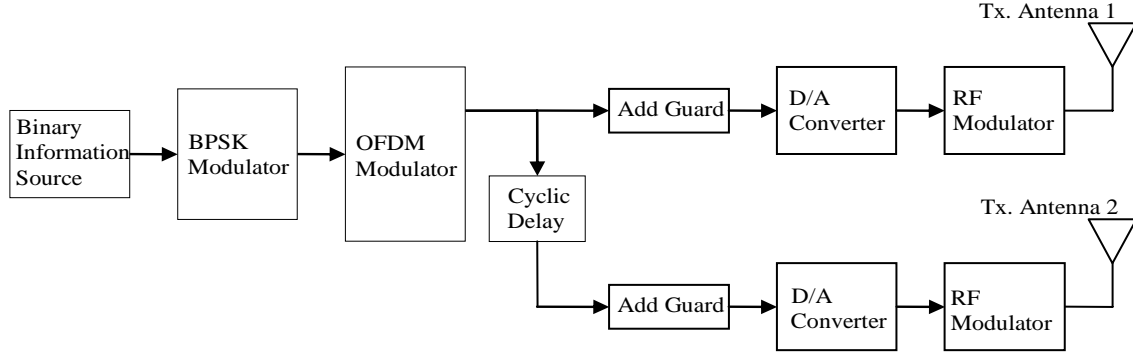 Tx. Antenna 1
Binary
Information
Source
BPSK
Modulator
OFDM
Modulator
Add Guard
D/A
Converter
RF
Modulator
Cyclic
Delay
Tx. Antenna 2
Add Guard
D/A
Converter
RF
Modulator